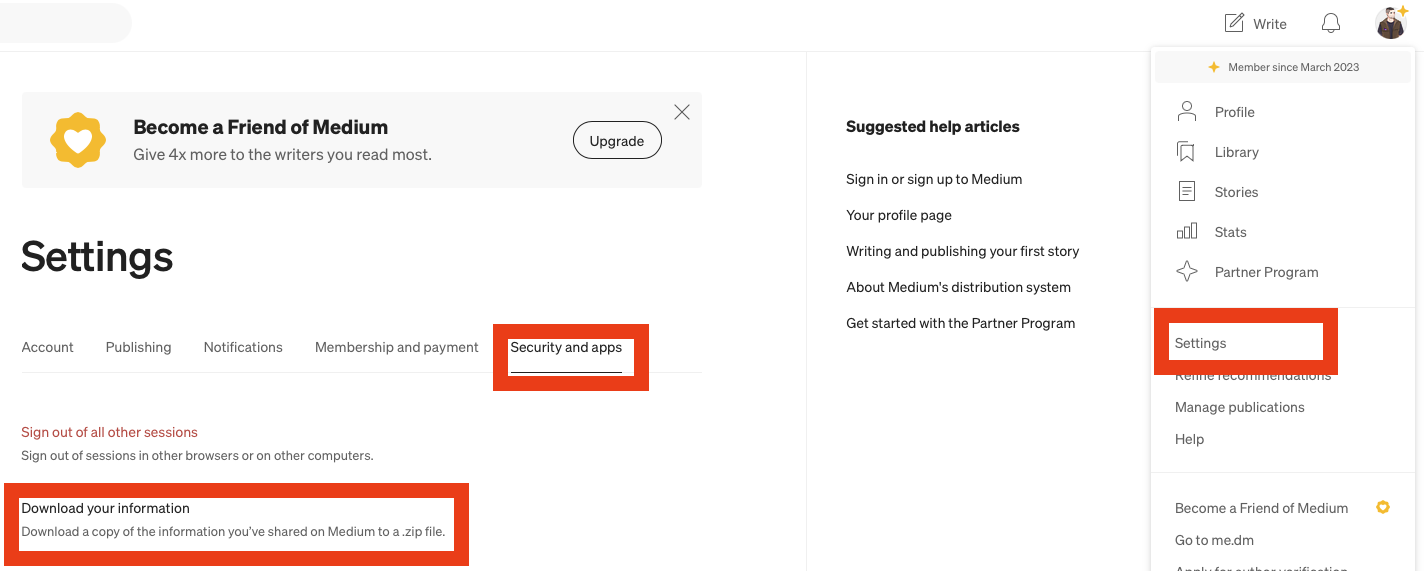 Write
Become a Friend of Medium
Give 4x more to the writers you read most.
Upgrade
Settings
Account
Publishing
Notifications
Membership and payment
Security and apps
Sign out of all other sessions
Sign out of sessions in other browsers or on other computers.
Download your information
Download a copy of the information you've shared on Medium to a .zip file.
Suggested help articles
Sign in or sign up to Medium
Your profile page
Writing and publishing your first story
About Medium's distribution system
Get started with the Partner Program
Member since March 2023
Profile
Library
Stories
Stats
Partner Program
Settings
Refine recommendations
Manage publications
Help
Become a Friend of Medium
Go to me.dm
Apply for author verification